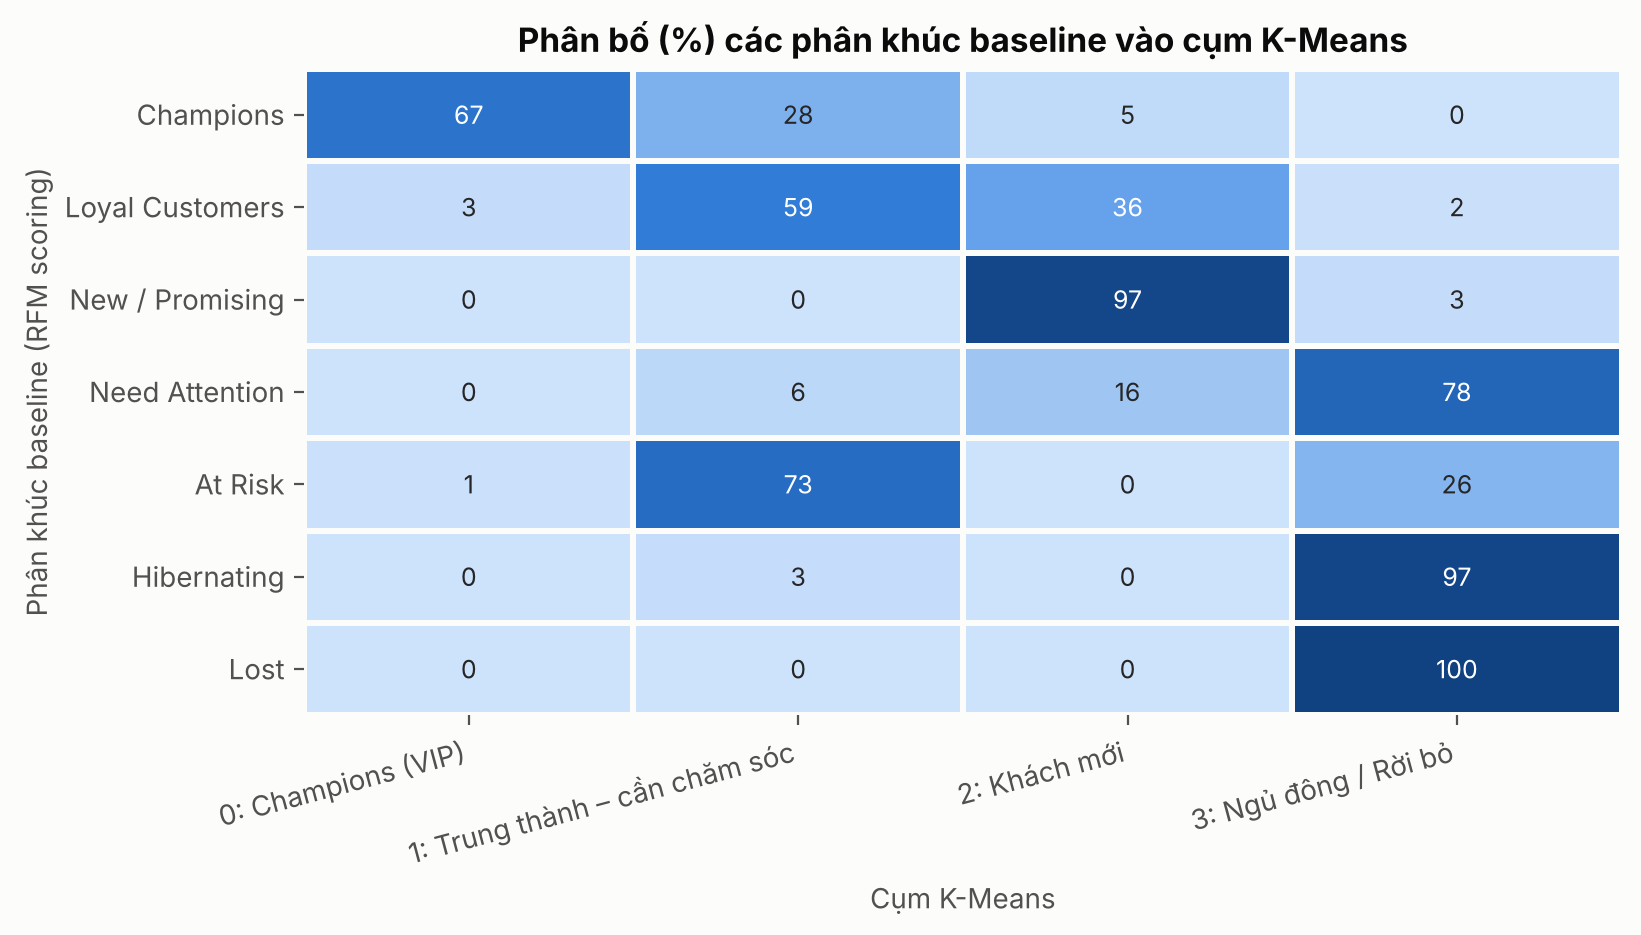 Phân bố (%) các phân khúc baseline vào cụm K-Means
Phân khúc baseline (RFM scoring)
Champions 67 28 5 0
Loyal Customers 3 59 36 2
New / Promising 0 0 97 3
Need Attention 0 6 16 78
At Risk 1 73 0 26
Hibernating 0 3 0 97
Lost 0 0 0 100
0: Champions (VIP)
1: Trung thành – cần chăm sóc
2: Khách mới
3: Ngủ đông / Rời bỏ
Cụm K-Means